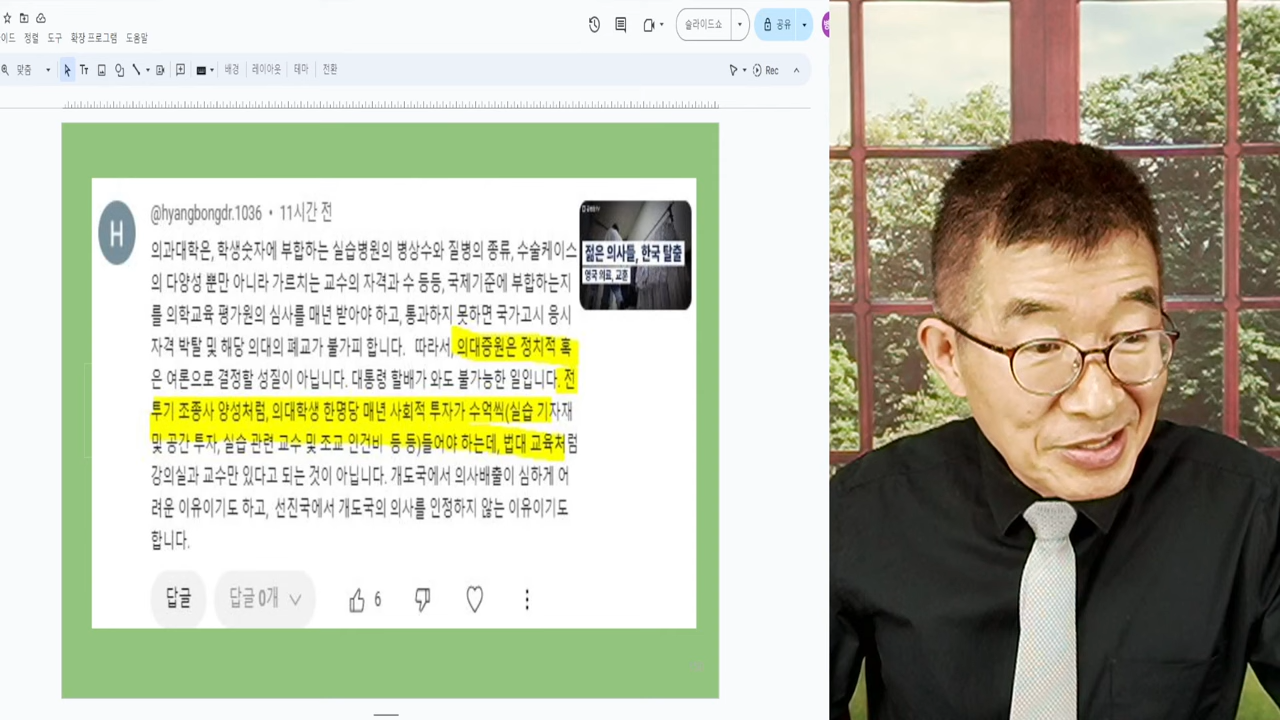 이드 정렬 도구 확장 프로그램 도움말
슬라이드쇼
공유
맞춤
배경 레이아웃 테마 전환
Rec
H
@hyangbongdr.1036 • 11시간 전
의과대학은, 학생숫자에 부합하는 실습병원의 병상수와 질병의 종류, 수술케이스
의 다양성 뿐만 아니라 가르치는 교수의 자격과 수 등등, 국제기준에 부합하는지
를 의학교육 평가원의 심사를 매년 받아야 하고, 통과하지 못하면 국가고시 응시
자격 박탈 및 해당 의대의 폐교가 불가피 합니다. 따라서, 의대증원은 정치적 혹
은 여론으로 결정할 성질이 아닙니다. 대통령 할배가 와도 불가능한 일입니다. 전
투기 조종사 양성처럼, 의대학생 한명당 매년 사회적 투자가 수억씩(실습 기자재
및 공간 투자, 실습 관련 교수 및 조교 인건비 등 등)들어야 하는데, 법대 교육처럼
강의실과 교수만 있다고 되는 것이 아닙니다. 개도국에서 의사배출이 심하게 어
려운 이유이기도 하고, 선진국에서 개도국의 의사를 인정하지 않는 이유이기도
합니다.
젊은 의사들, 한국 탈출
영국 의료, 교훈
답글
답글 0개
6